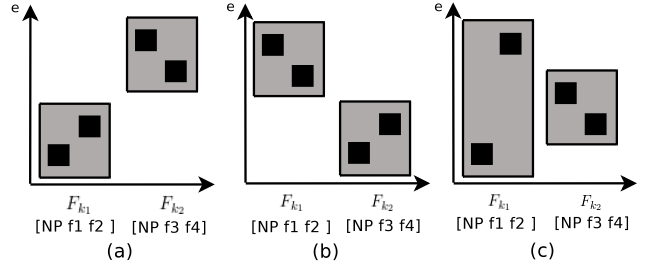 e e e
F_{k_1} F_{k_2} F_{k_1} F_{k_2} F_{k_1} F_{k_2}
[NP f1 f2 ] [NP f3 f4] [NP f1 f2 ] [NP f3 f4] [NP f1 f2] [NP f3 f4]
(a) (b) (c)